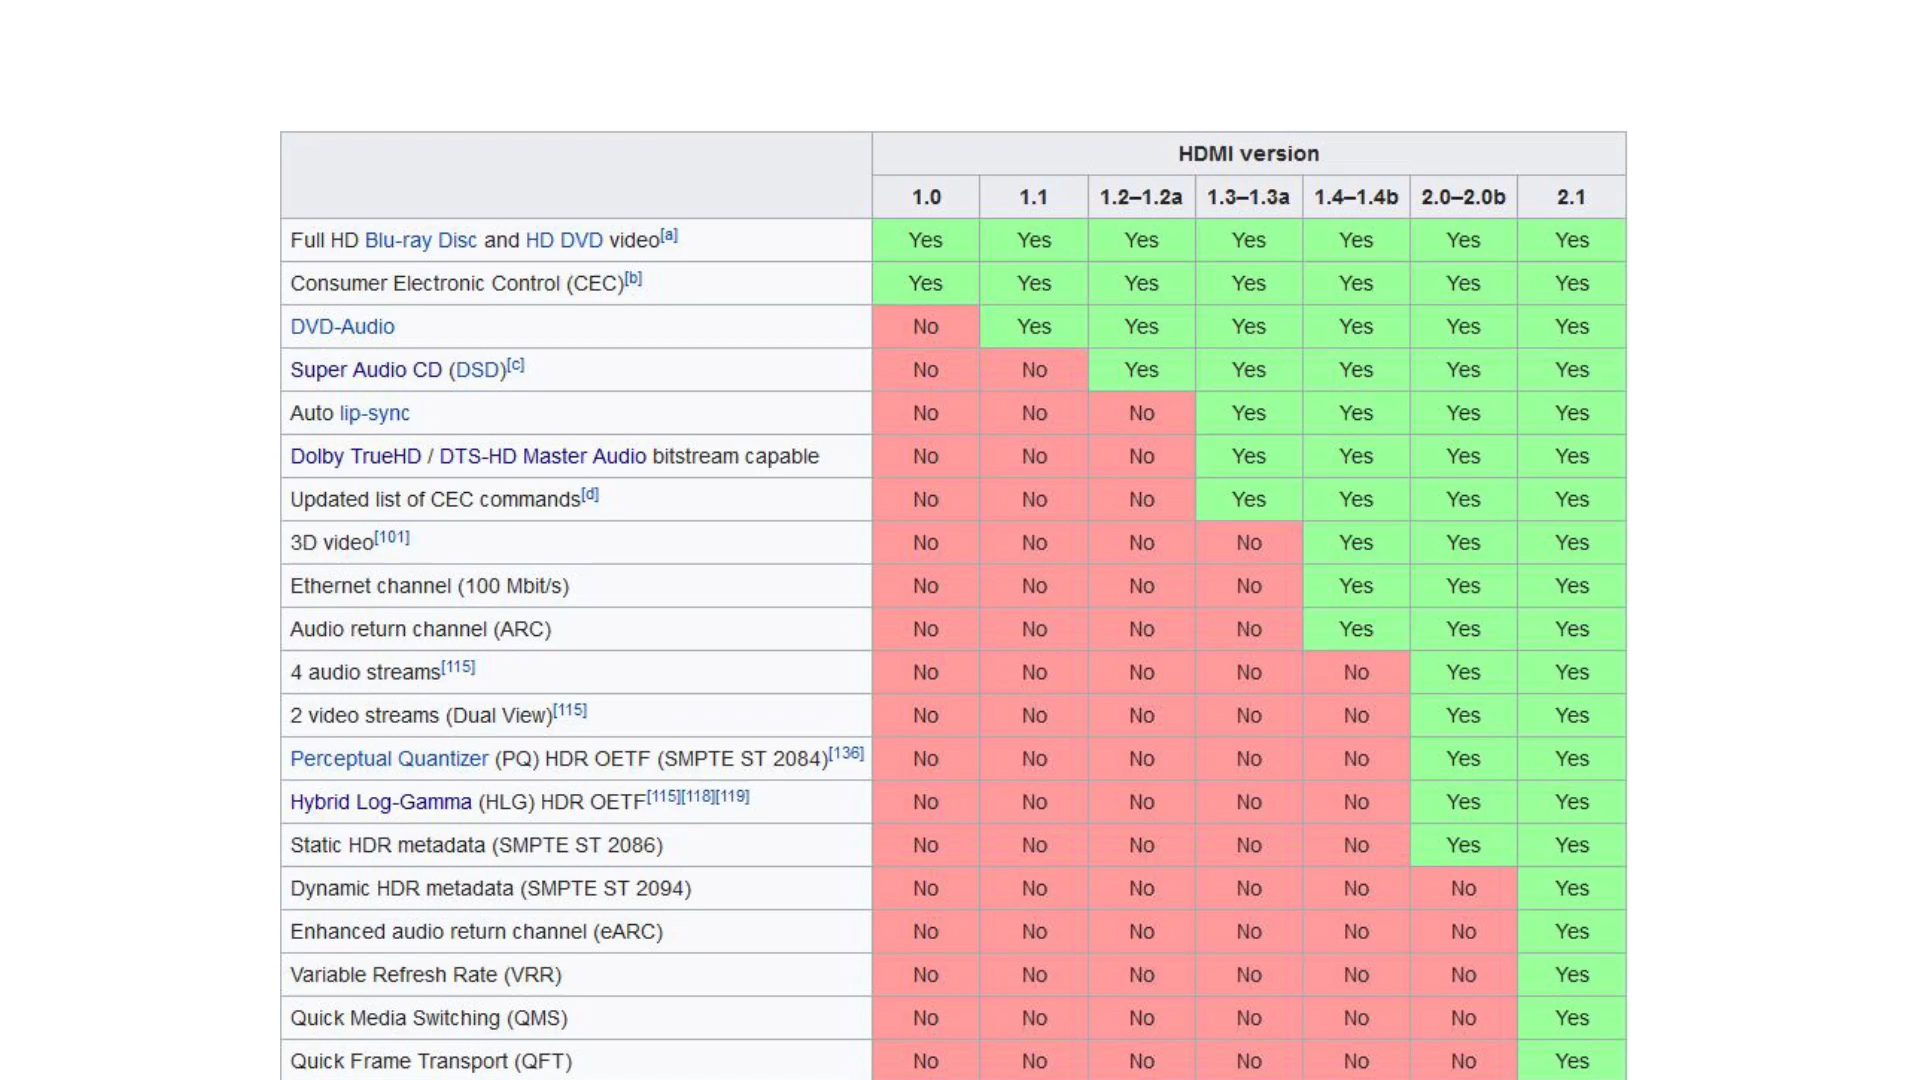 HDMI version
1.0 1.1 1.2–1.2a 1.3–1.3a 1.4–1.4b 2.0–2.0b 2.1
Full HD Blu-ray Disc and HD DVD video[a] Yes Yes Yes Yes Yes Yes Yes
Consumer Electronic Control (CEC)[b] Yes Yes Yes Yes Yes Yes Yes
DVD-Audio No Yes Yes Yes Yes Yes Yes
Super Audio CD (DSD)[c] No No Yes Yes Yes Yes Yes
Auto lip-sync No No No Yes Yes Yes Yes
Dolby TrueHD / DTS-HD Master Audio bitstream capable No No No Yes Yes Yes Yes
Updated list of CEC commands[d] No No No Yes Yes Yes Yes
3D video[101] No No No No Yes Yes Yes
Ethernet channel (100 Mbit/s) No No No No Yes Yes Yes
Audio return channel (ARC) No No No No Yes Yes Yes
4 audio streams[115] No No No No No Yes Yes
2 video streams (Dual View)[115] No No No No No Yes Yes
Perceptual Quantizer (PQ) HDR OETF (SMPTE ST 2084)[136] No No No No No Yes Yes
Hybrid Log-Gamma (HLG) HDR OETF[115][118][119] No No No No No Yes Yes
Static HDR metadata (SMPTE ST 2086) No No No No No Yes Yes
Dynamic HDR metadata (SMPTE ST 2094) No No No No No No Yes
Enhanced audio return channel (eARC) No No No No No No Yes
Variable Refresh Rate (VRR) No No No No No No Yes
Quick Media Switching (QMS) No No No No No No Yes
Quick Frame Transport (QFT) No No No No No No Yes